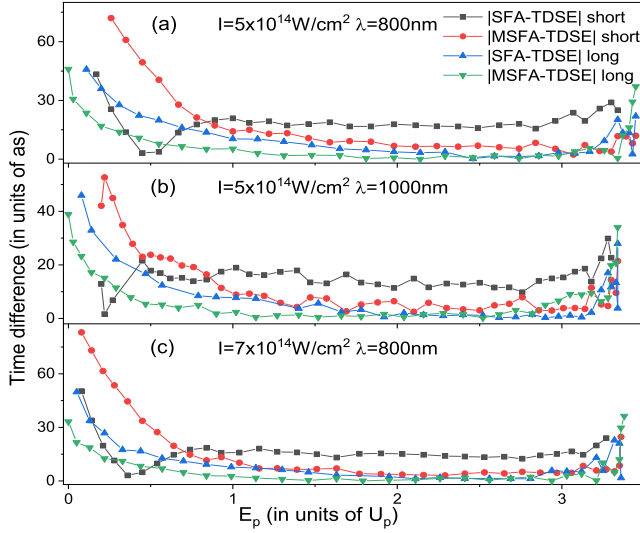 (a)
I=5x10¹⁴W/cm² λ=800nm
|SFA-TDSE| short
|MSFA-TDSE| short
|SFA-TDSE| long
|MSFA-TDSE| long
60
30
0
(b)
I=5x10¹⁴W/cm² λ=1000nm
40
20
0
Time difference (in units of as)
(c)
I=7x10¹⁴W/cm² λ=800nm
60
30
0
0
1
2
3
Eₚ (in units of Uₚ)